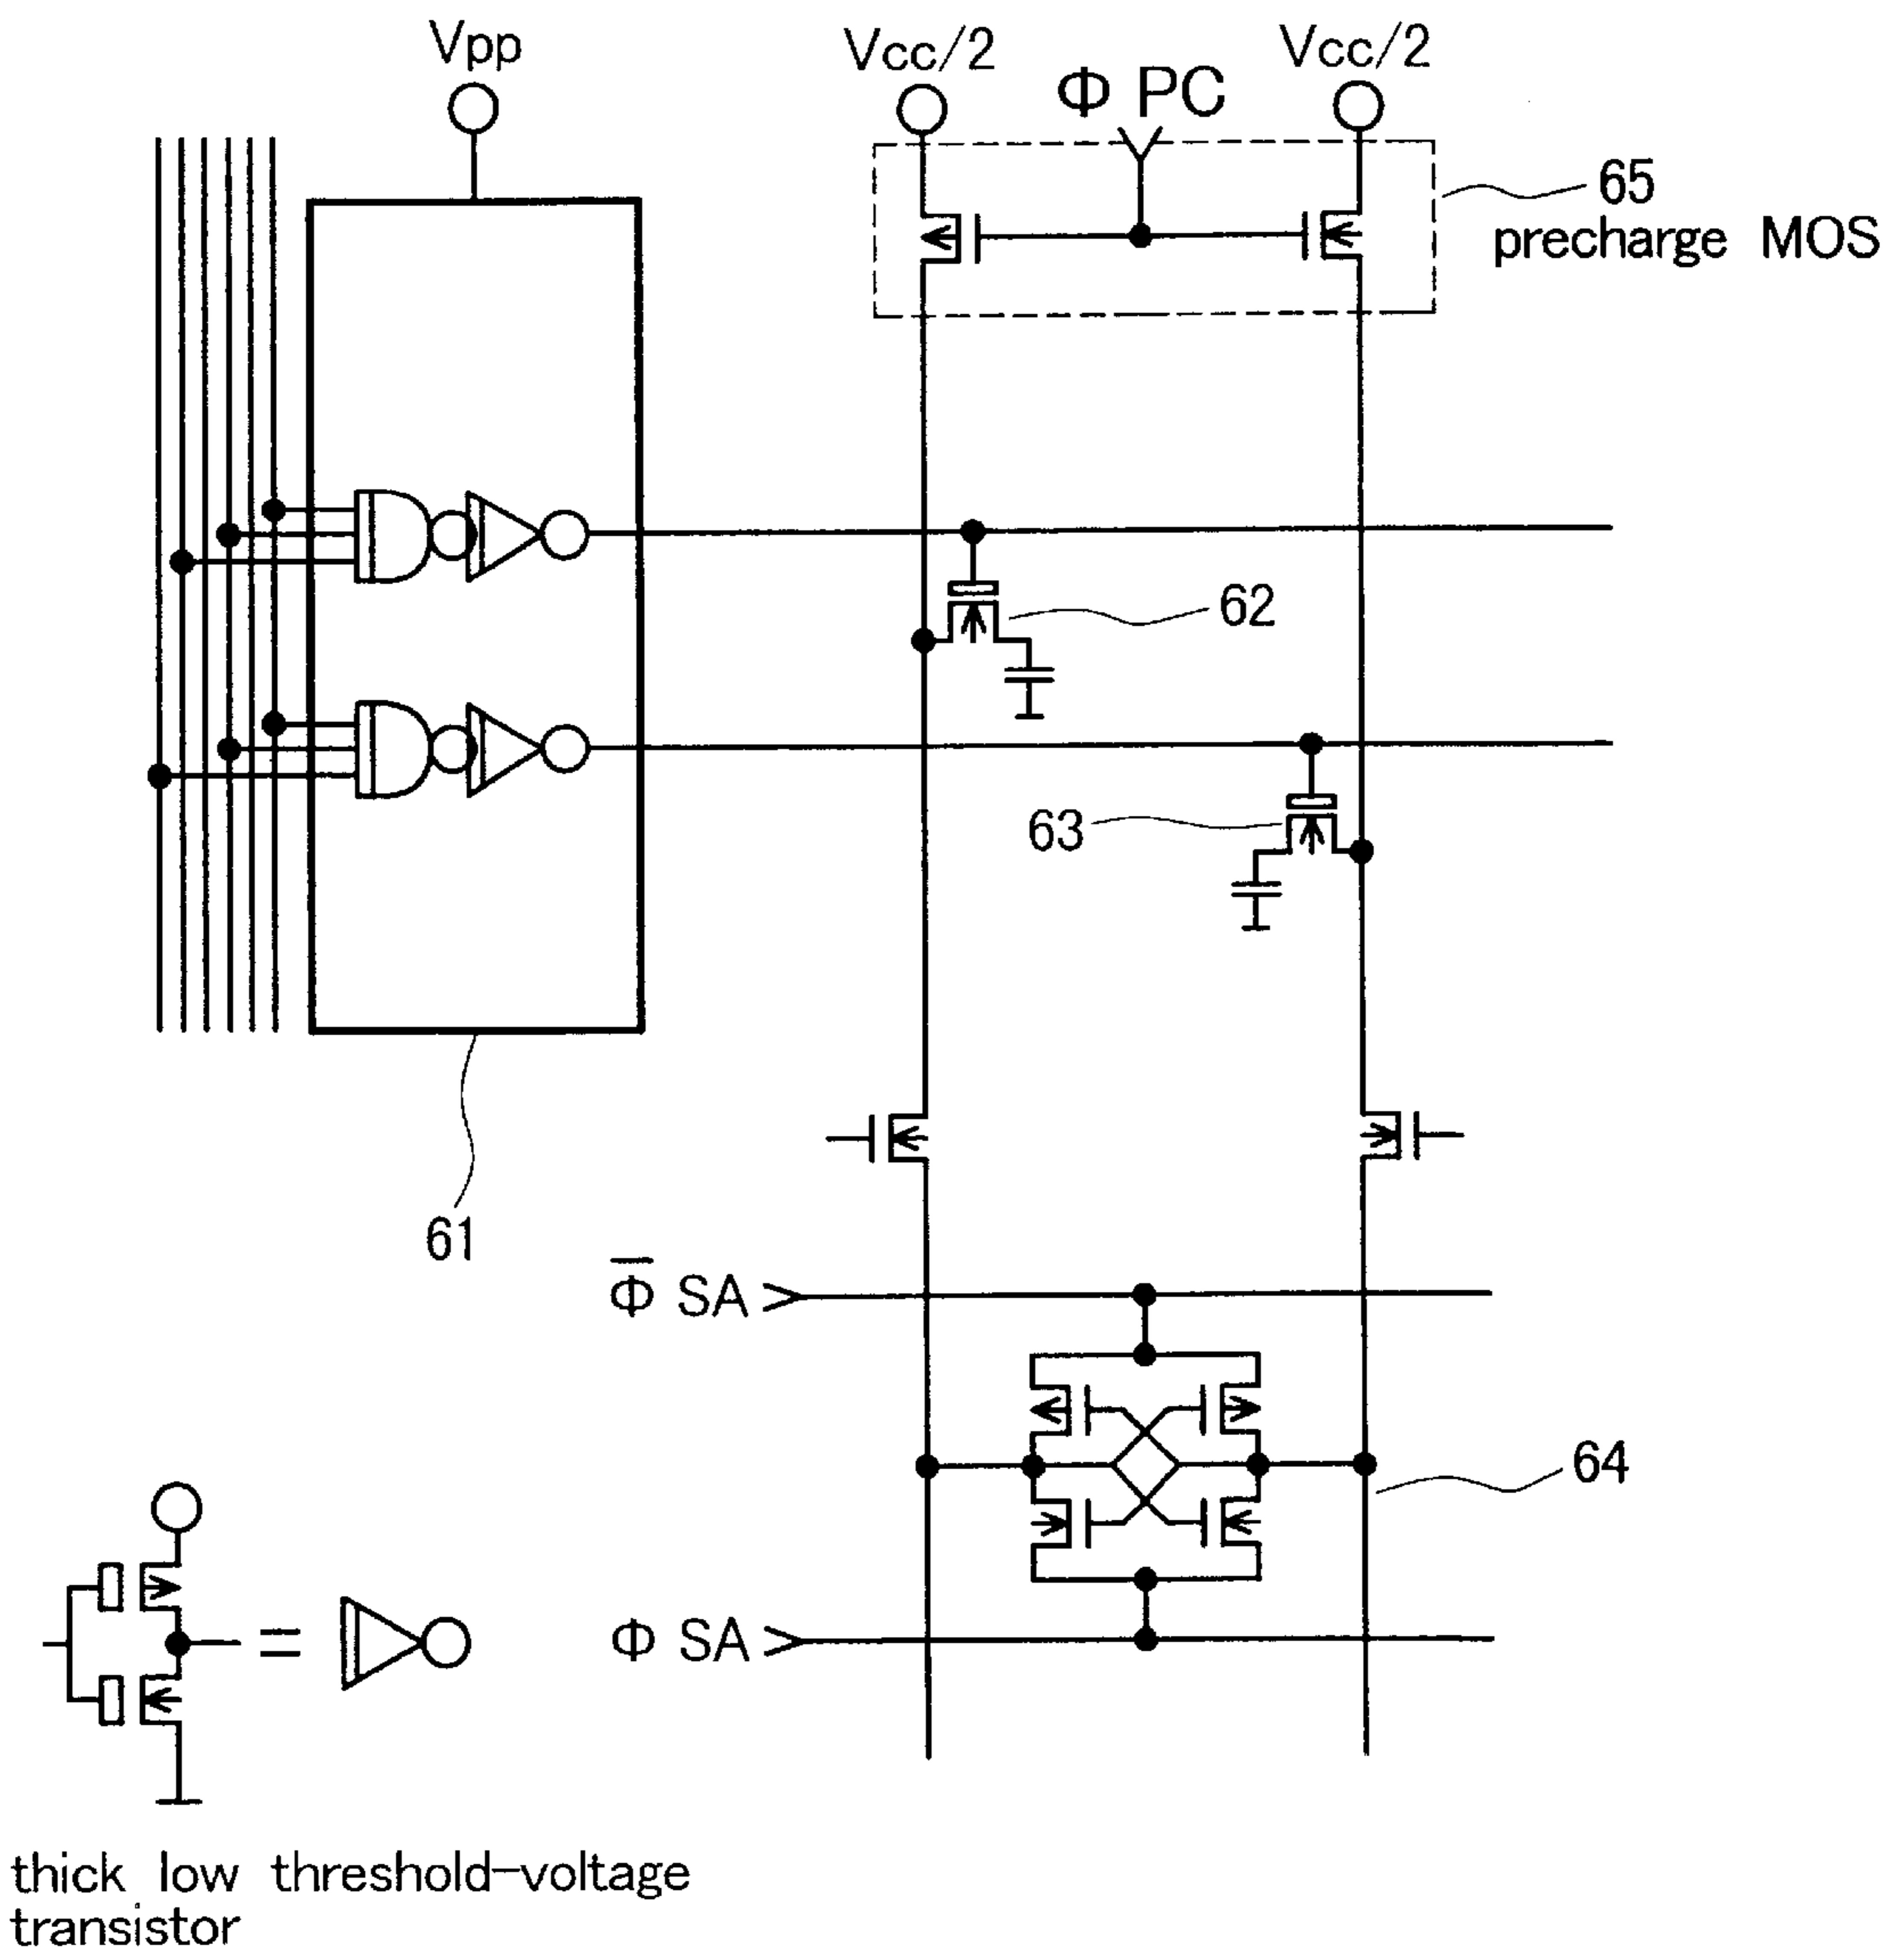 Vpp
Vcc/2
Φ PC
Vcc/2
65
precharge MOS
62
63
61
Φ̅ SA
64
Φ SA
=
thick low threshold-voltage
transistor